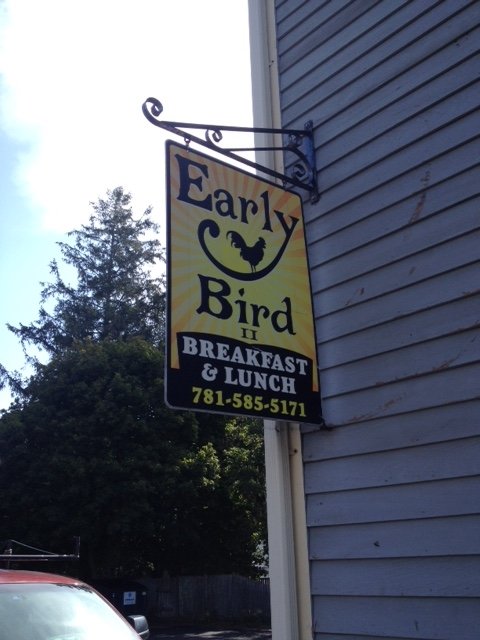 Early
Bird
II
BREAKFAST
& LUNCH
781-585-5171